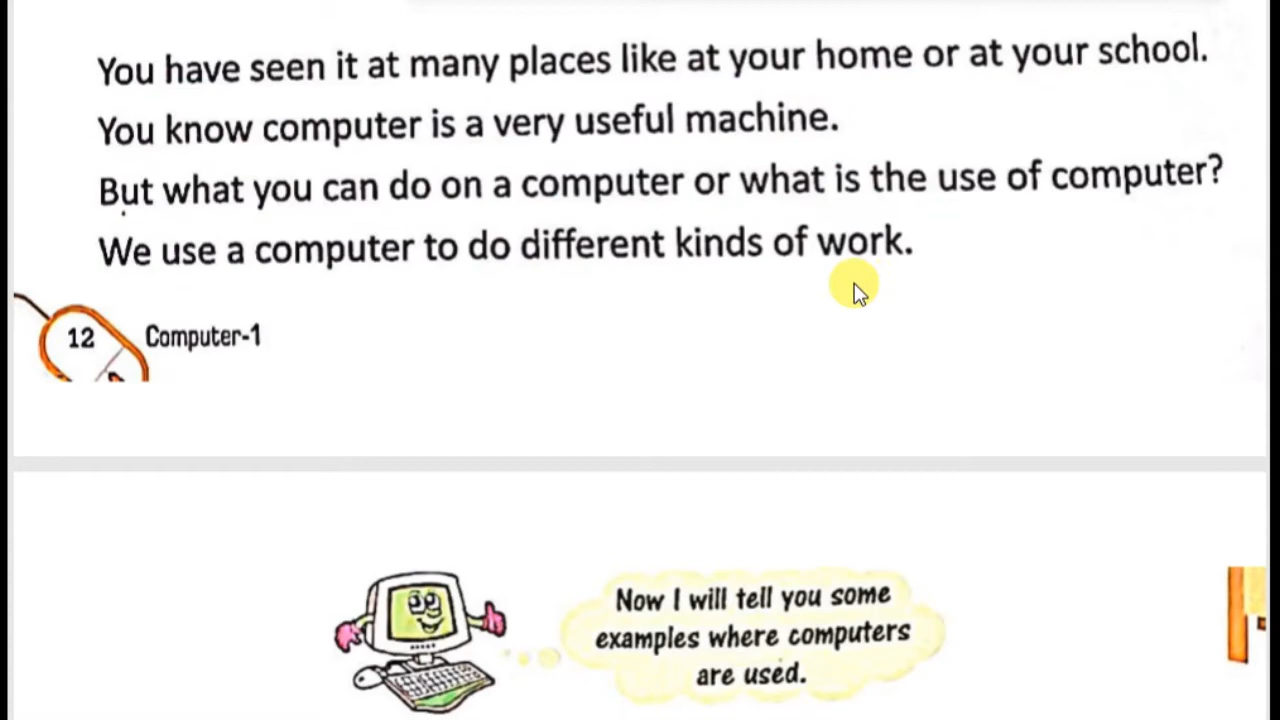 You have seen it at many places like at your home or at your school.
You know computer is a very useful machine.
But what you can do on a computer or what is the use of computer?
We use a computer to do different kinds of work.
12 Computer-1
Now I will tell you some
examples where computers
are used.